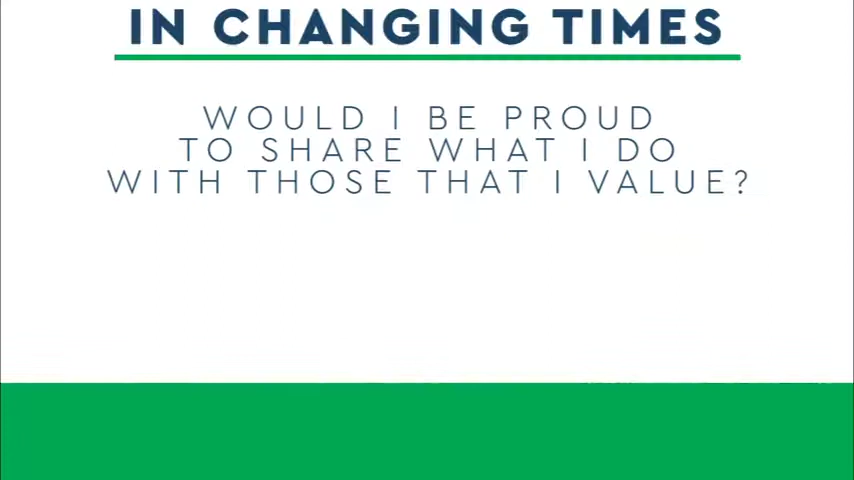 IN CHANGING TIMES
WOULD I BE PROUD
TO SHARE WHAT I DO
WITH THOSE THAT I VALUE?